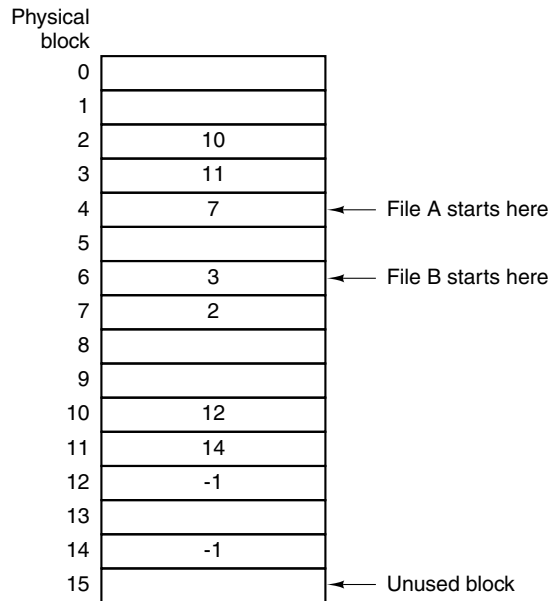 Physical
block
0
1
2 10
3 11
4 7 File A starts here
5
6 3 File B starts here
7 2
8
9
10 12
11 14
12 -1
13
14 -1
15 Unused block